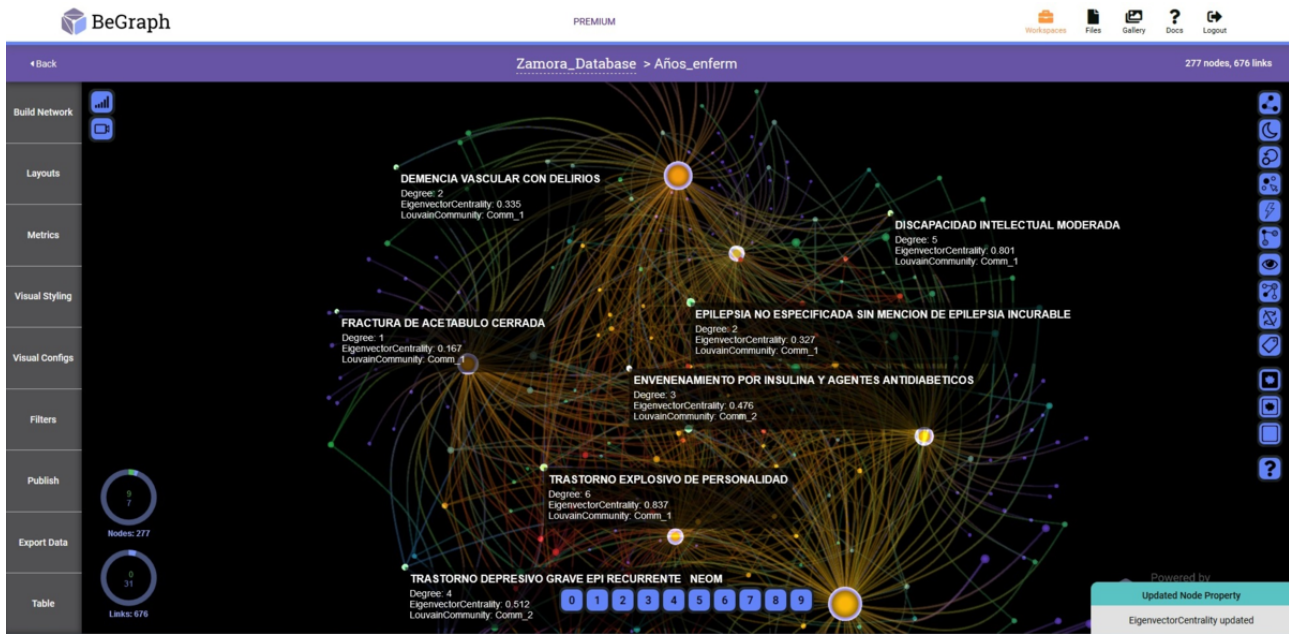 BeGraph
PREMIUM
Workspaces
Files
Gallery
Docs
Logout
Back
Zamora_Database > Años_enferm
277 nodes, 676 links
Build Network
Layouts
Metrics
Visual Styling
Visual Configs
Filters
Publish
Export Data
Table
DEMENCIA VASCULAR CON DELIRIOS
Degree: 2
EigenvectorCentrality: 0.335
LouvainCommunity: Comm_1
DISCAPACIDAD INTELECTUAL MODERADA
Degree: 5
EigenvectorCentrality: 0.801
LouvainCommunity: Comm_1
EPILEPSIA NO ESPECIFICADA SIN MENCION DE EPILEPSIA INCURABLE
Degree: 2
EigenvectorCentrality: 0.327
LouvainCommunity: Comm_1
FRACTURA DE ACETABULO CERRADA
Degree: 1
EigenvectorCentrality: 0.167
LouvainCommunity: Comm_1
ENVENENAMIENTO POR INSULINA Y AGENTES ANTIDIABETICOS
Degree: 3
EigenvectorCentrality: 0.476
LouvainCommunity: Comm_2
TRASTORNO EXPLOSIVO DE PERSONALIDAD
Degree: 6
EigenvectorCentrality: 0.837
LouvainCommunity: Comm_1
TRASTORNO DEPRESIVO GRAVE EPI RECURRENTE NEOM
Degree: 4
EigenvectorCentrality: 0.512
LouvainCommunity: Comm_2
9
7
Nodes: 277
0
31
Links: 676
0 1 2 3 4 5 6 7 8 9
?
Powered by
Updated Node Property
EigenvectorCentrality updated